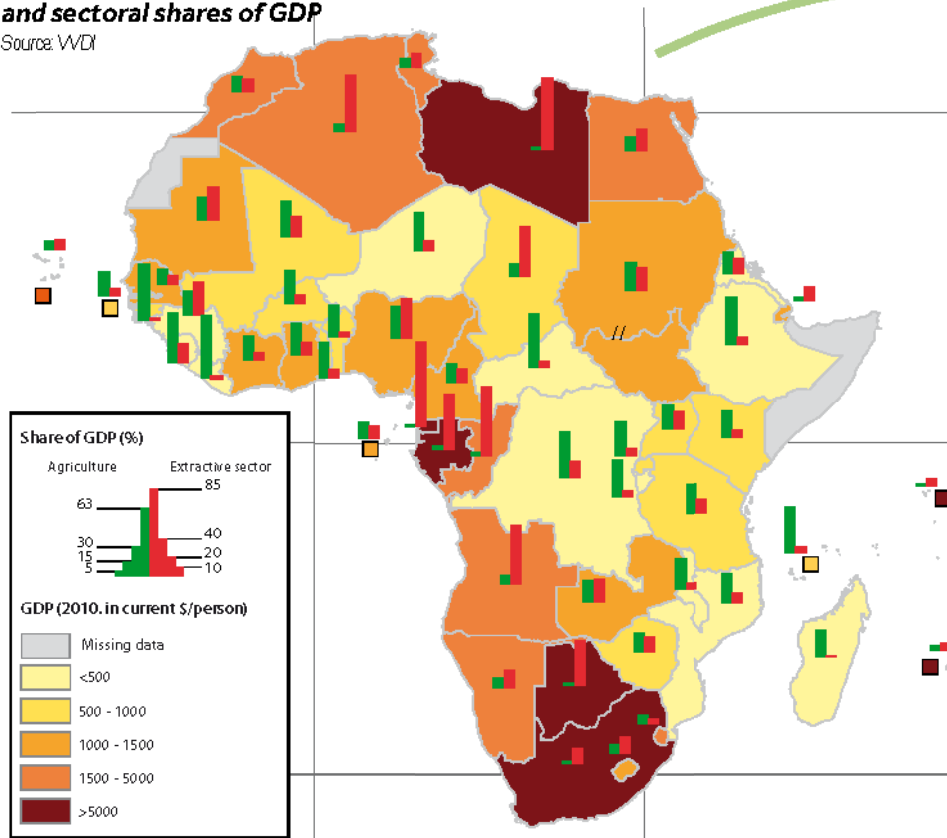 and sectoral shares of GDP
Source: WDI
//
Share of GDP (%)
Agriculture Extractive sector
85
63
40
30
20
15
10
5
GDP (2010. in current $/person)
Missing data
<500
500 - 1000
1000 - 1500
1500 - 5000
>5000